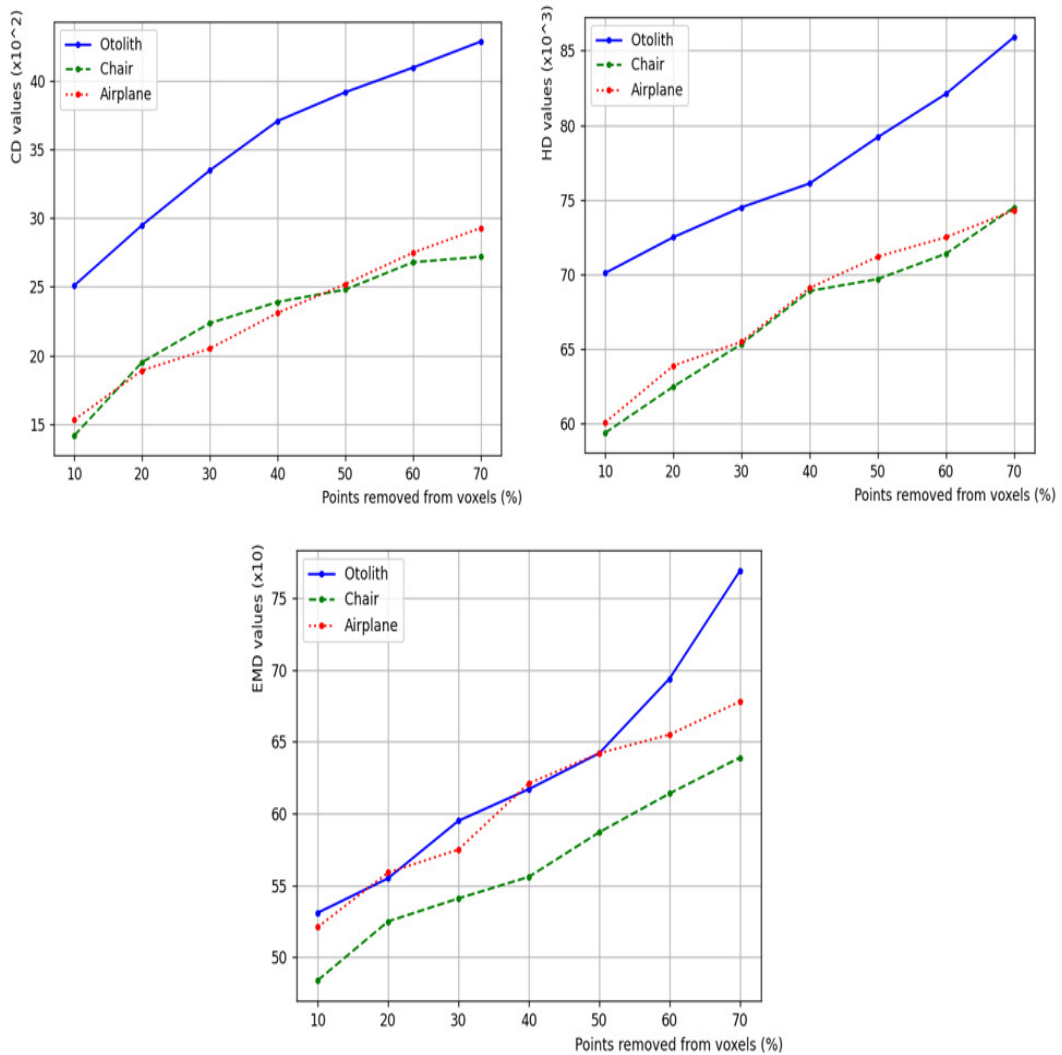 CD values (x10^2)
Otolith
Chair
Airplane
40
35
30
25
20
15
10 20 30 40 50 60 70
Points removed from voxels (%)
HD values (x10^3)
Otolith
Chair
Airplane
85
80
75
70
65
60
10 20 30 40 50 60 70
Points removed from voxels (%)
EMD values (x10)
Otolith
Chair
Airplane
75
70
65
60
55
50
10 20 30 40 50 60 70
Points removed from voxels (%)